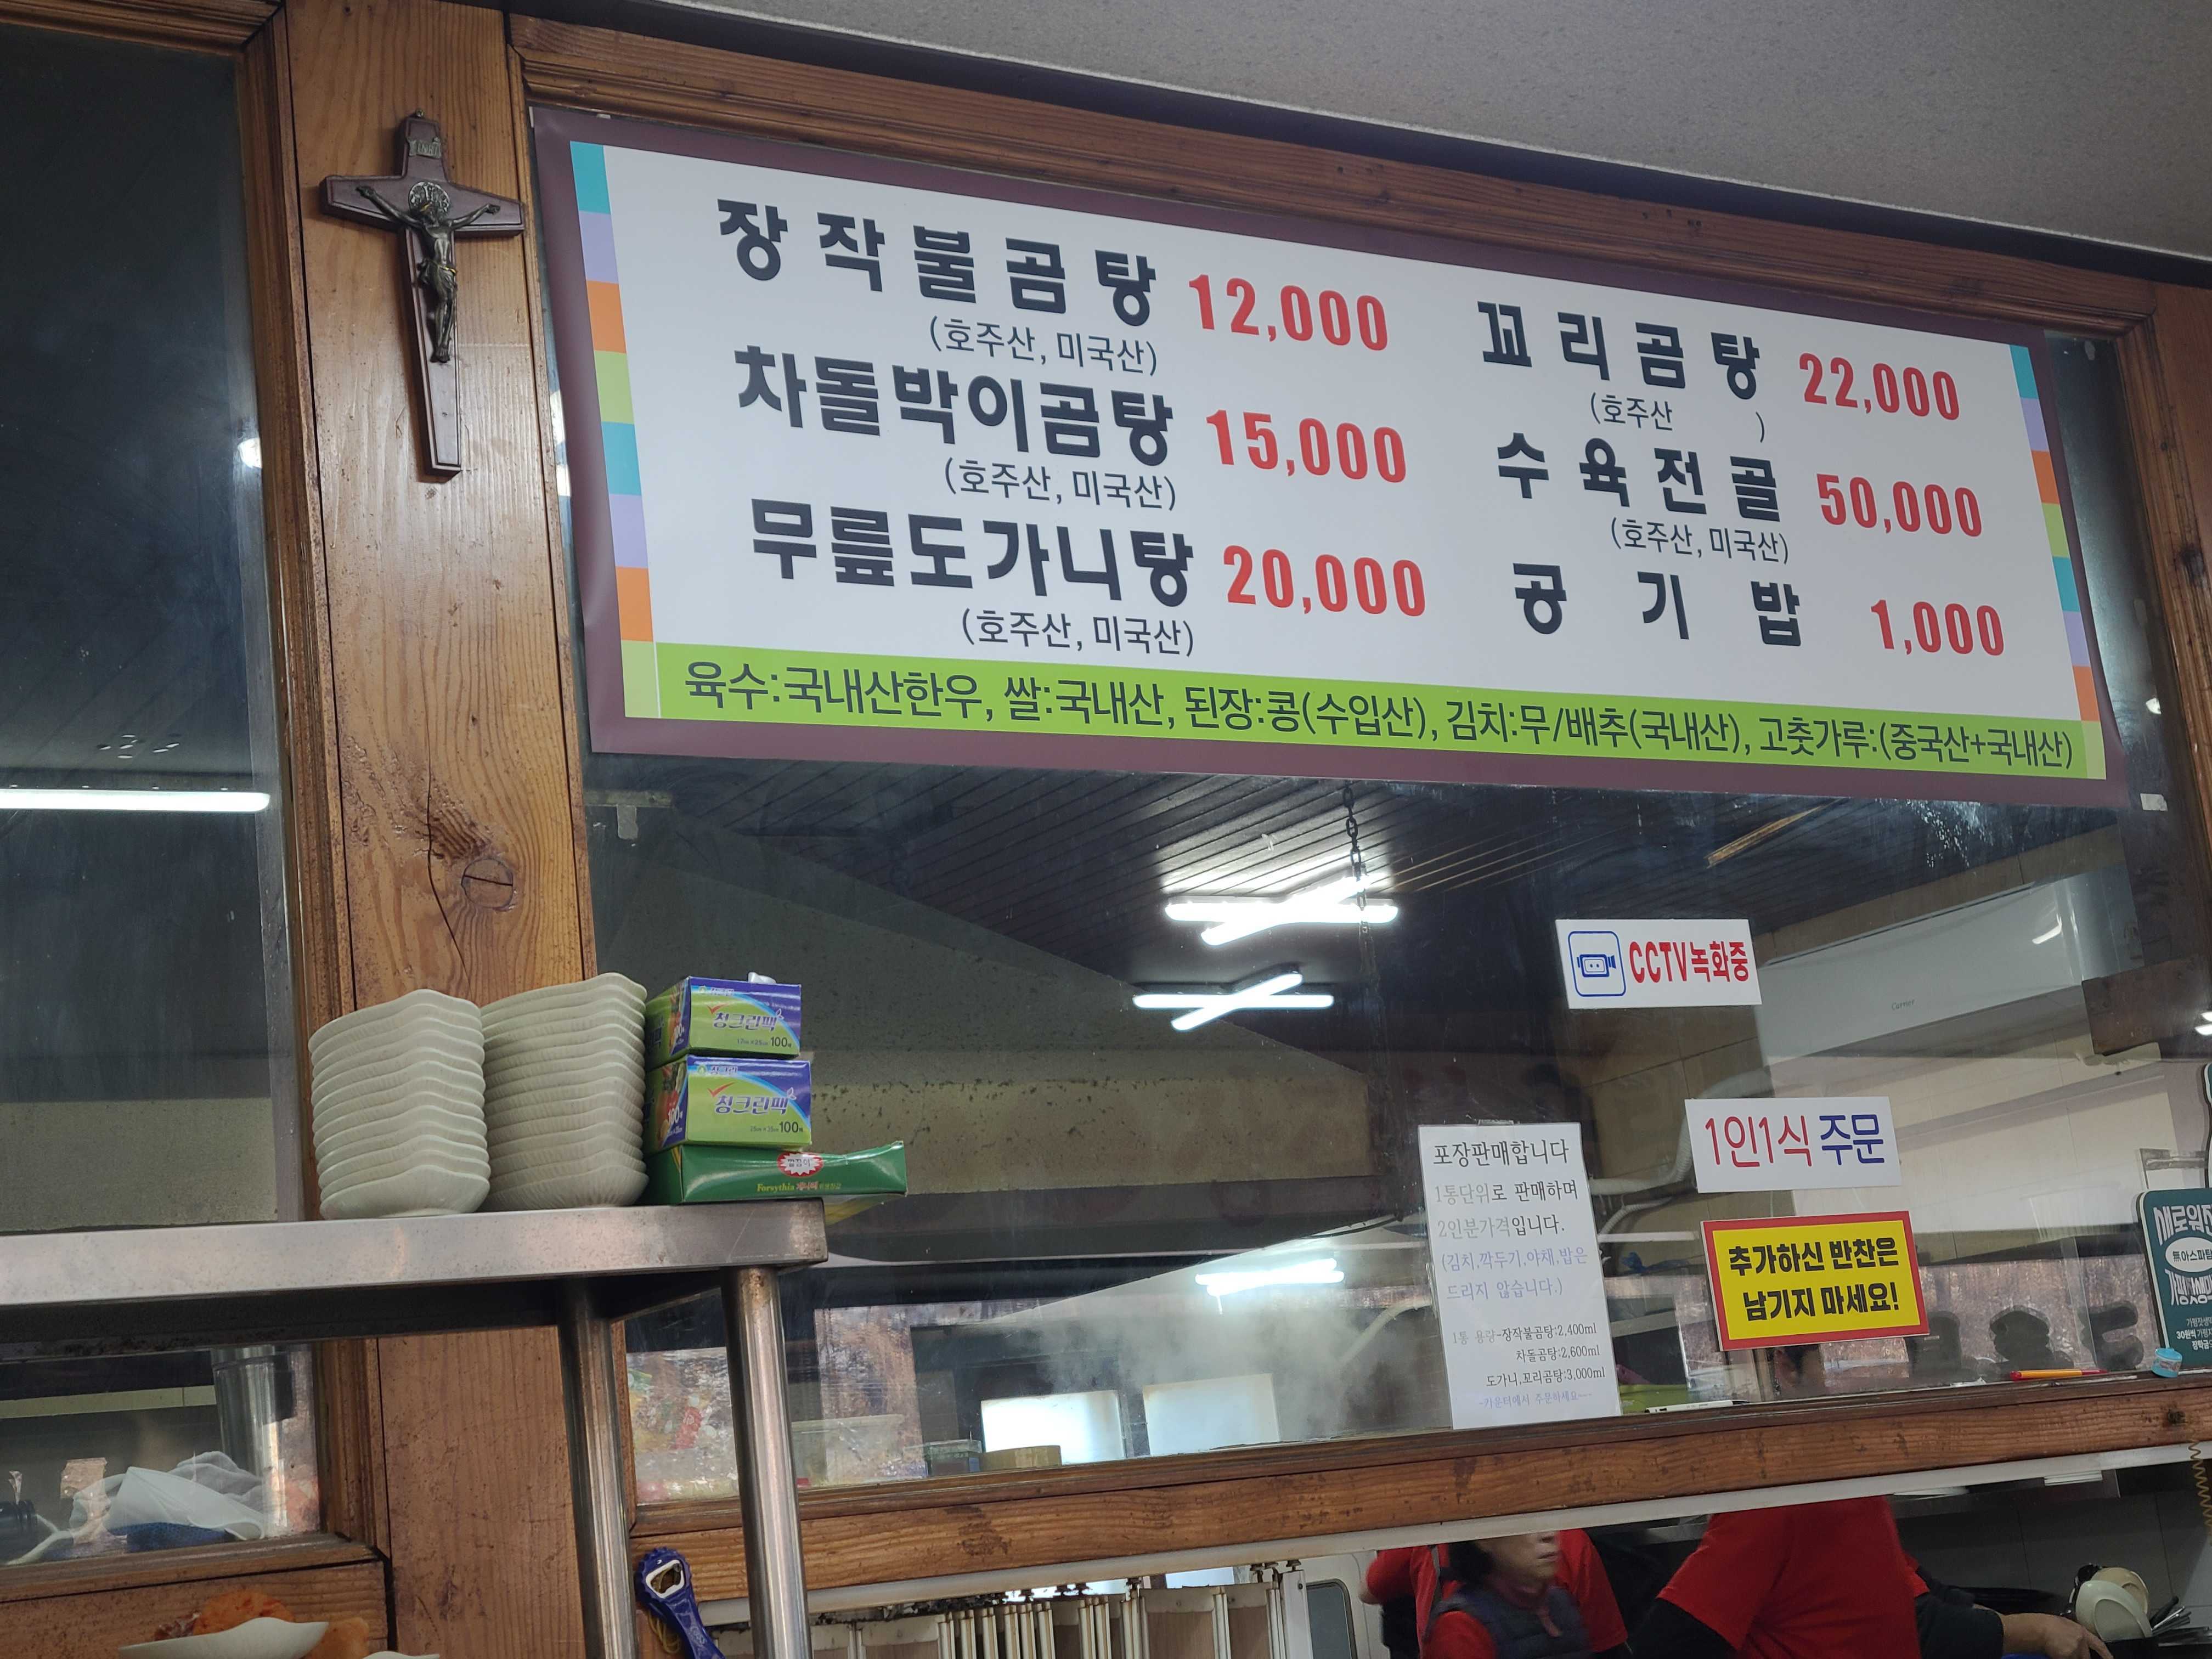 장작불곰탕 12,000
(호주산, 미국산)
차돌박이곰탕 15,000
(호주산, 미국산)
무릎도가니탕 20,000
(호주산, 미국산)
꼬리곰탕 22,000
(호주산 )
수육전골 50,000
(호주산, 미국산)
공기밥 1,000
육수:국내산한우, 쌀:국내산, 된장:콩(수입산), 김치:무/배추(국내산), 고춧가루:(중국산+국내산)
CCTV녹화중
Carrier
1인1식 주문
추가하신 반찬은
남기지 마세요!
포장판매합니다
1통단위로 판매하며
2인분가격입니다.
(김치,깍두기,야채,밥은
드리지 않습니다.)
1통 용량-장작불곰탕:2,400ml
차돌곰탕:2,600ml
도가니,꼬리곰탕:3,000ml
-카운터에서 주문하세요---
청크린팩
100매
청크린팩
100매
Forsythia
INRI